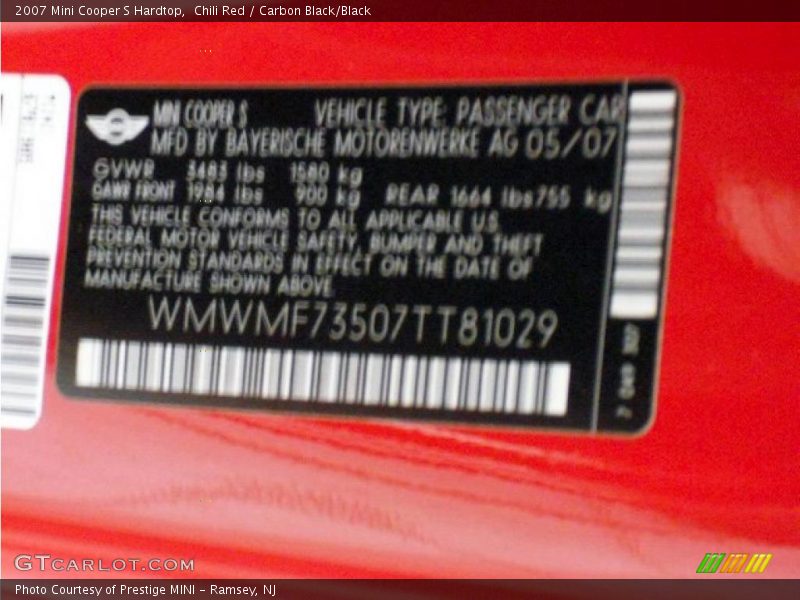 2007 Mini Cooper S Hardtop,  Chili Red / Carbon Black/Black
MINI COOPER S VEHICLE TYPE: PASSENGER CAR
MFD BY BAYERISCHE MOTORENWERKE AG 05/07
GVWR 3483 lbs 1580 kg
GAWR FRONT 1984 lbs 900 kg REAR 1664 lbs 755 kg
THIS VEHICLE CONFORMS TO ALL APPLICABLE U.S.
FEDERAL MOTOR VEHICLE SAFETY, BUMPER AND THEFT
PREVENTION STANDARDS IN EFFECT ON THE DATE OF
MANUFACTURE SHOWN ABOVE.
WMWMF73507TT81029
GTCARLOT.COM
Photo Courtesy of Prestige MINI - Ramsey, NJ